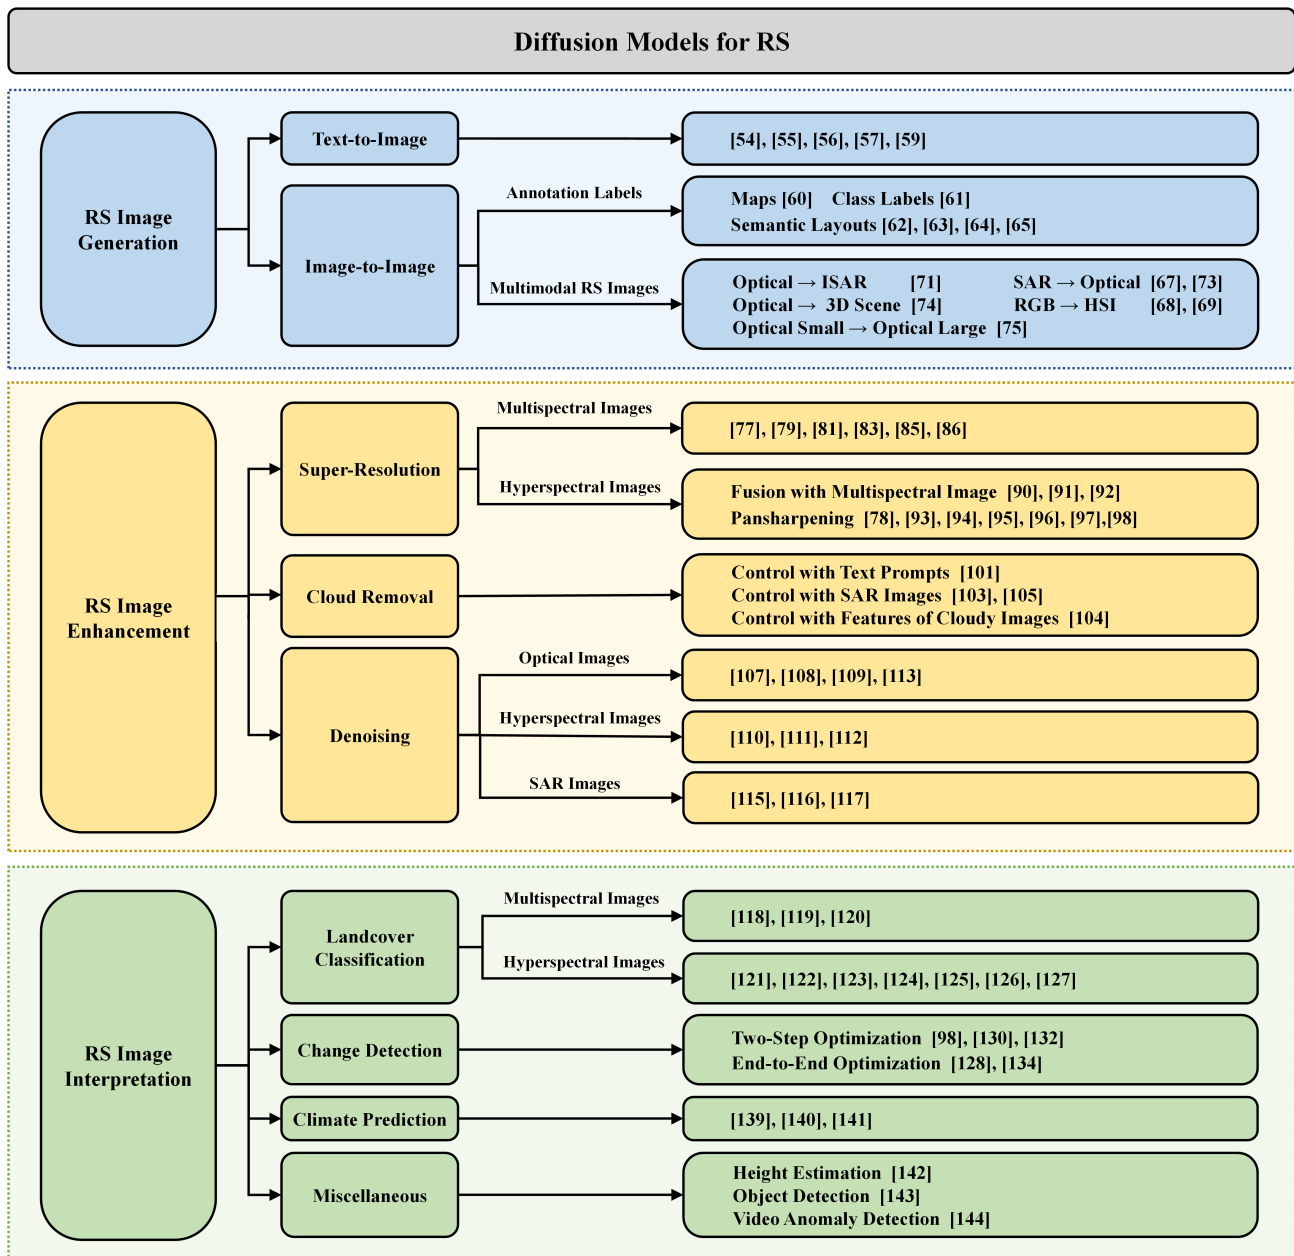 Diffusion Models for RS
RS Image
Generation
Text-to-Image
[54], [55], [56], [57], [59]
Image-to-Image
Annotation Labels
Maps [60] Class Labels [61]
Semantic Layouts [62], [63], [64], [65]
Multimodal RS Images
Optical → ISAR [71] SAR → Optical [67], [73]
Optical → 3D Scene [74] RGB → HSI [68], [69]
Optical Small → Optical Large [75]
RS Image
Enhancement
Super-Resolution
Multispectral Images
[77], [79], [81], [83], [85], [86]
Hyperspectral Images
Fusion with Multispectral Image [90], [91], [92]
Pansharpening [78], [93], [94], [95], [96], [97],[98]
Cloud Removal
Control with Text Prompts [101]
Control with SAR Images [103], [105]
Control with Features of Cloudy Images [104]
Denoising
Optical Images
[107], [108], [109], [113]
Hyperspectral Images
[110], [111], [112]
SAR Images
[115], [116], [117]
RS Image
Interpretation
Landcover
Classification
Multispectral Images
[118], [119], [120]
Hyperspectral Images
[121], [122], [123], [124], [125], [126], [127]
Change Detection
Two-Step Optimization [98], [130], [132]
End-to-End Optimization [128], [134]
Climate Prediction
[139], [140], [141]
Miscellaneous
Height Estimation [142]
Object Detection [143]
Video Anomaly Detection [144]